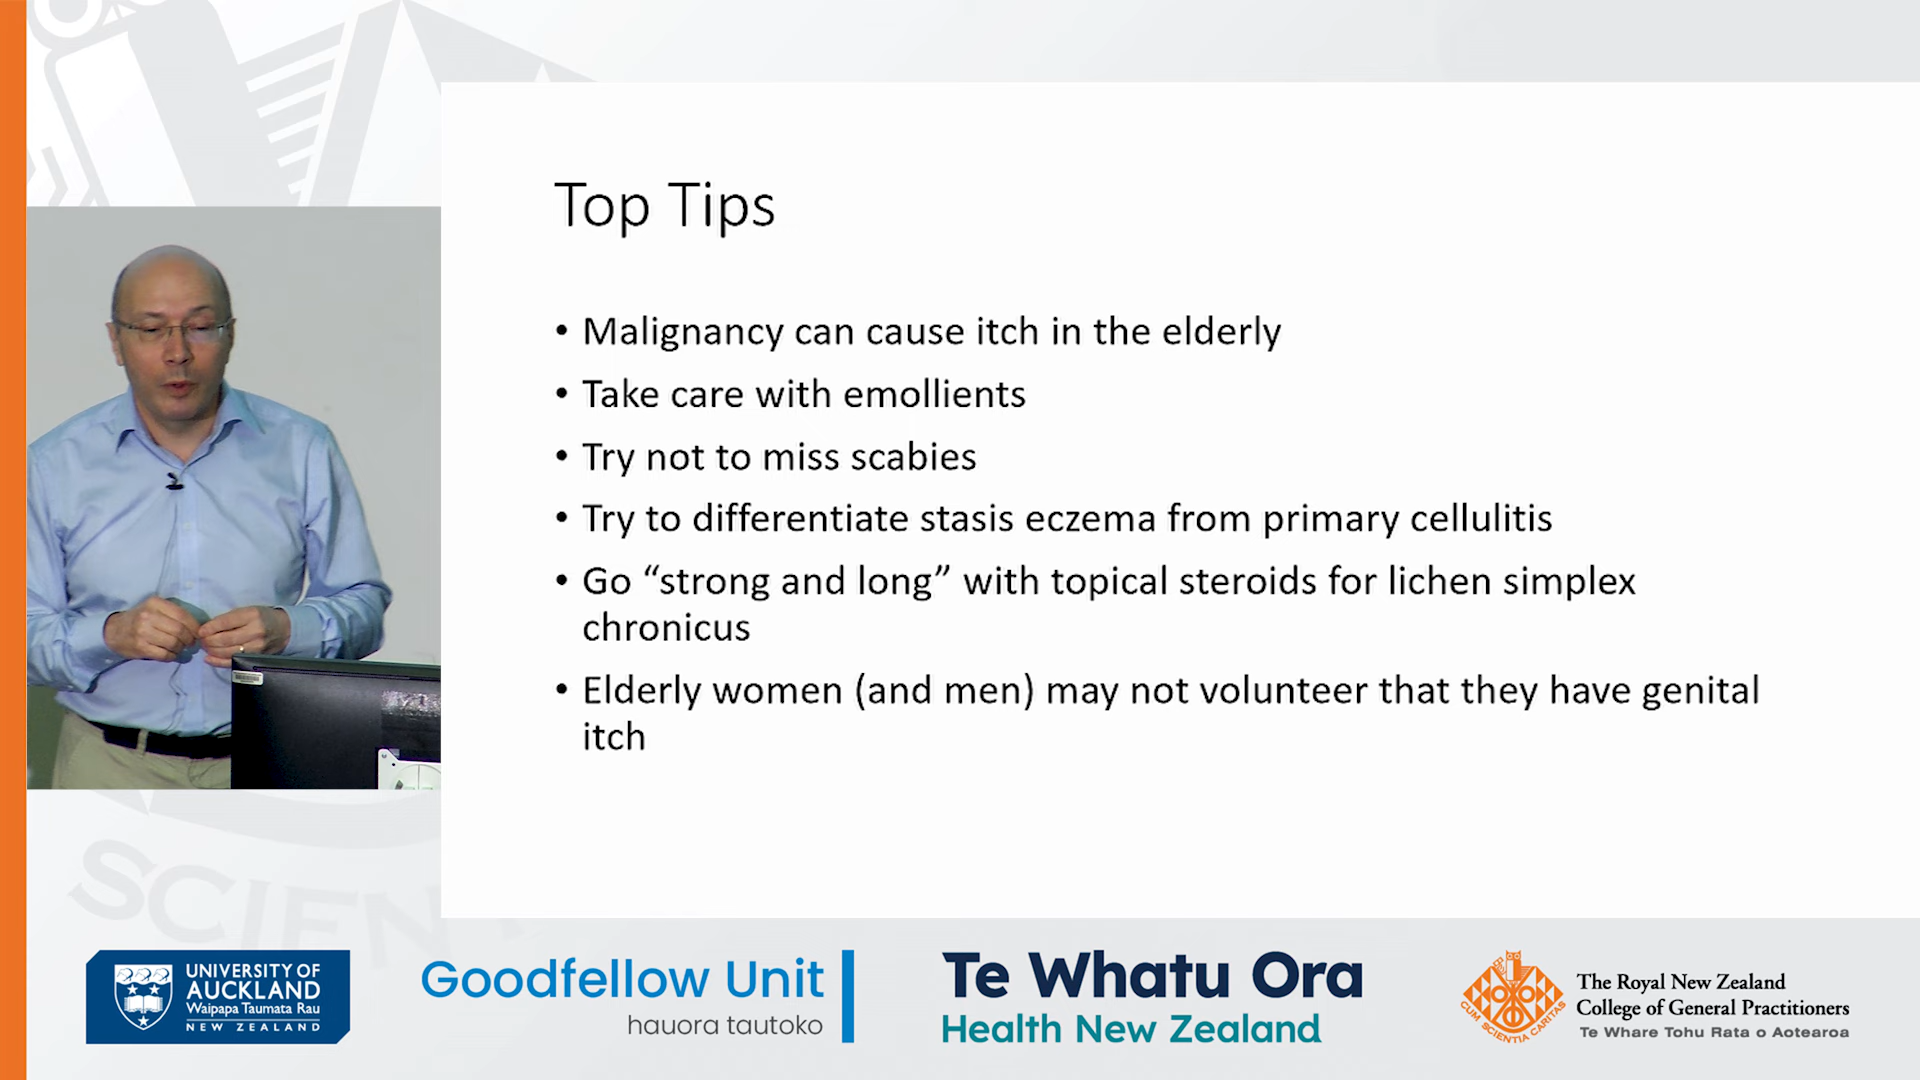 Top Tips
• Malignancy can cause itch in the elderly
• Take care with emollients
• Try not to miss scabies
• Try to differentiate stasis eczema from primary cellulitis
• Go “strong and long” with topical steroids for lichen simplex
chronicus
• Elderly women (and men) may not volunteer that they have genital
itch
SCIEN
UNIVERSITY OF
AUCKLAND
Waipapa Taumata Rau
NEW ZEALAND
Goodfellow Unit
hauora tautoko
Te Whatu Ora
Health New Zealand
CUM SCIENTIA CARITAS
The Royal New Zealand
College of General Practitioners
Te Whare Tohu Rata o Aotearoa